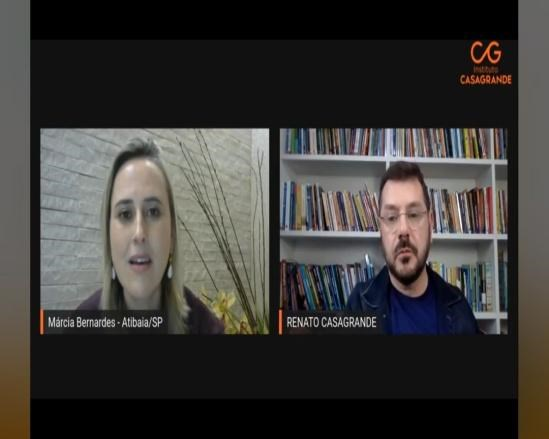 CG
Instituto
CASAGRANDE
Márcia Bernardes - Atibaia/SP
RENATO CASAGRANDE